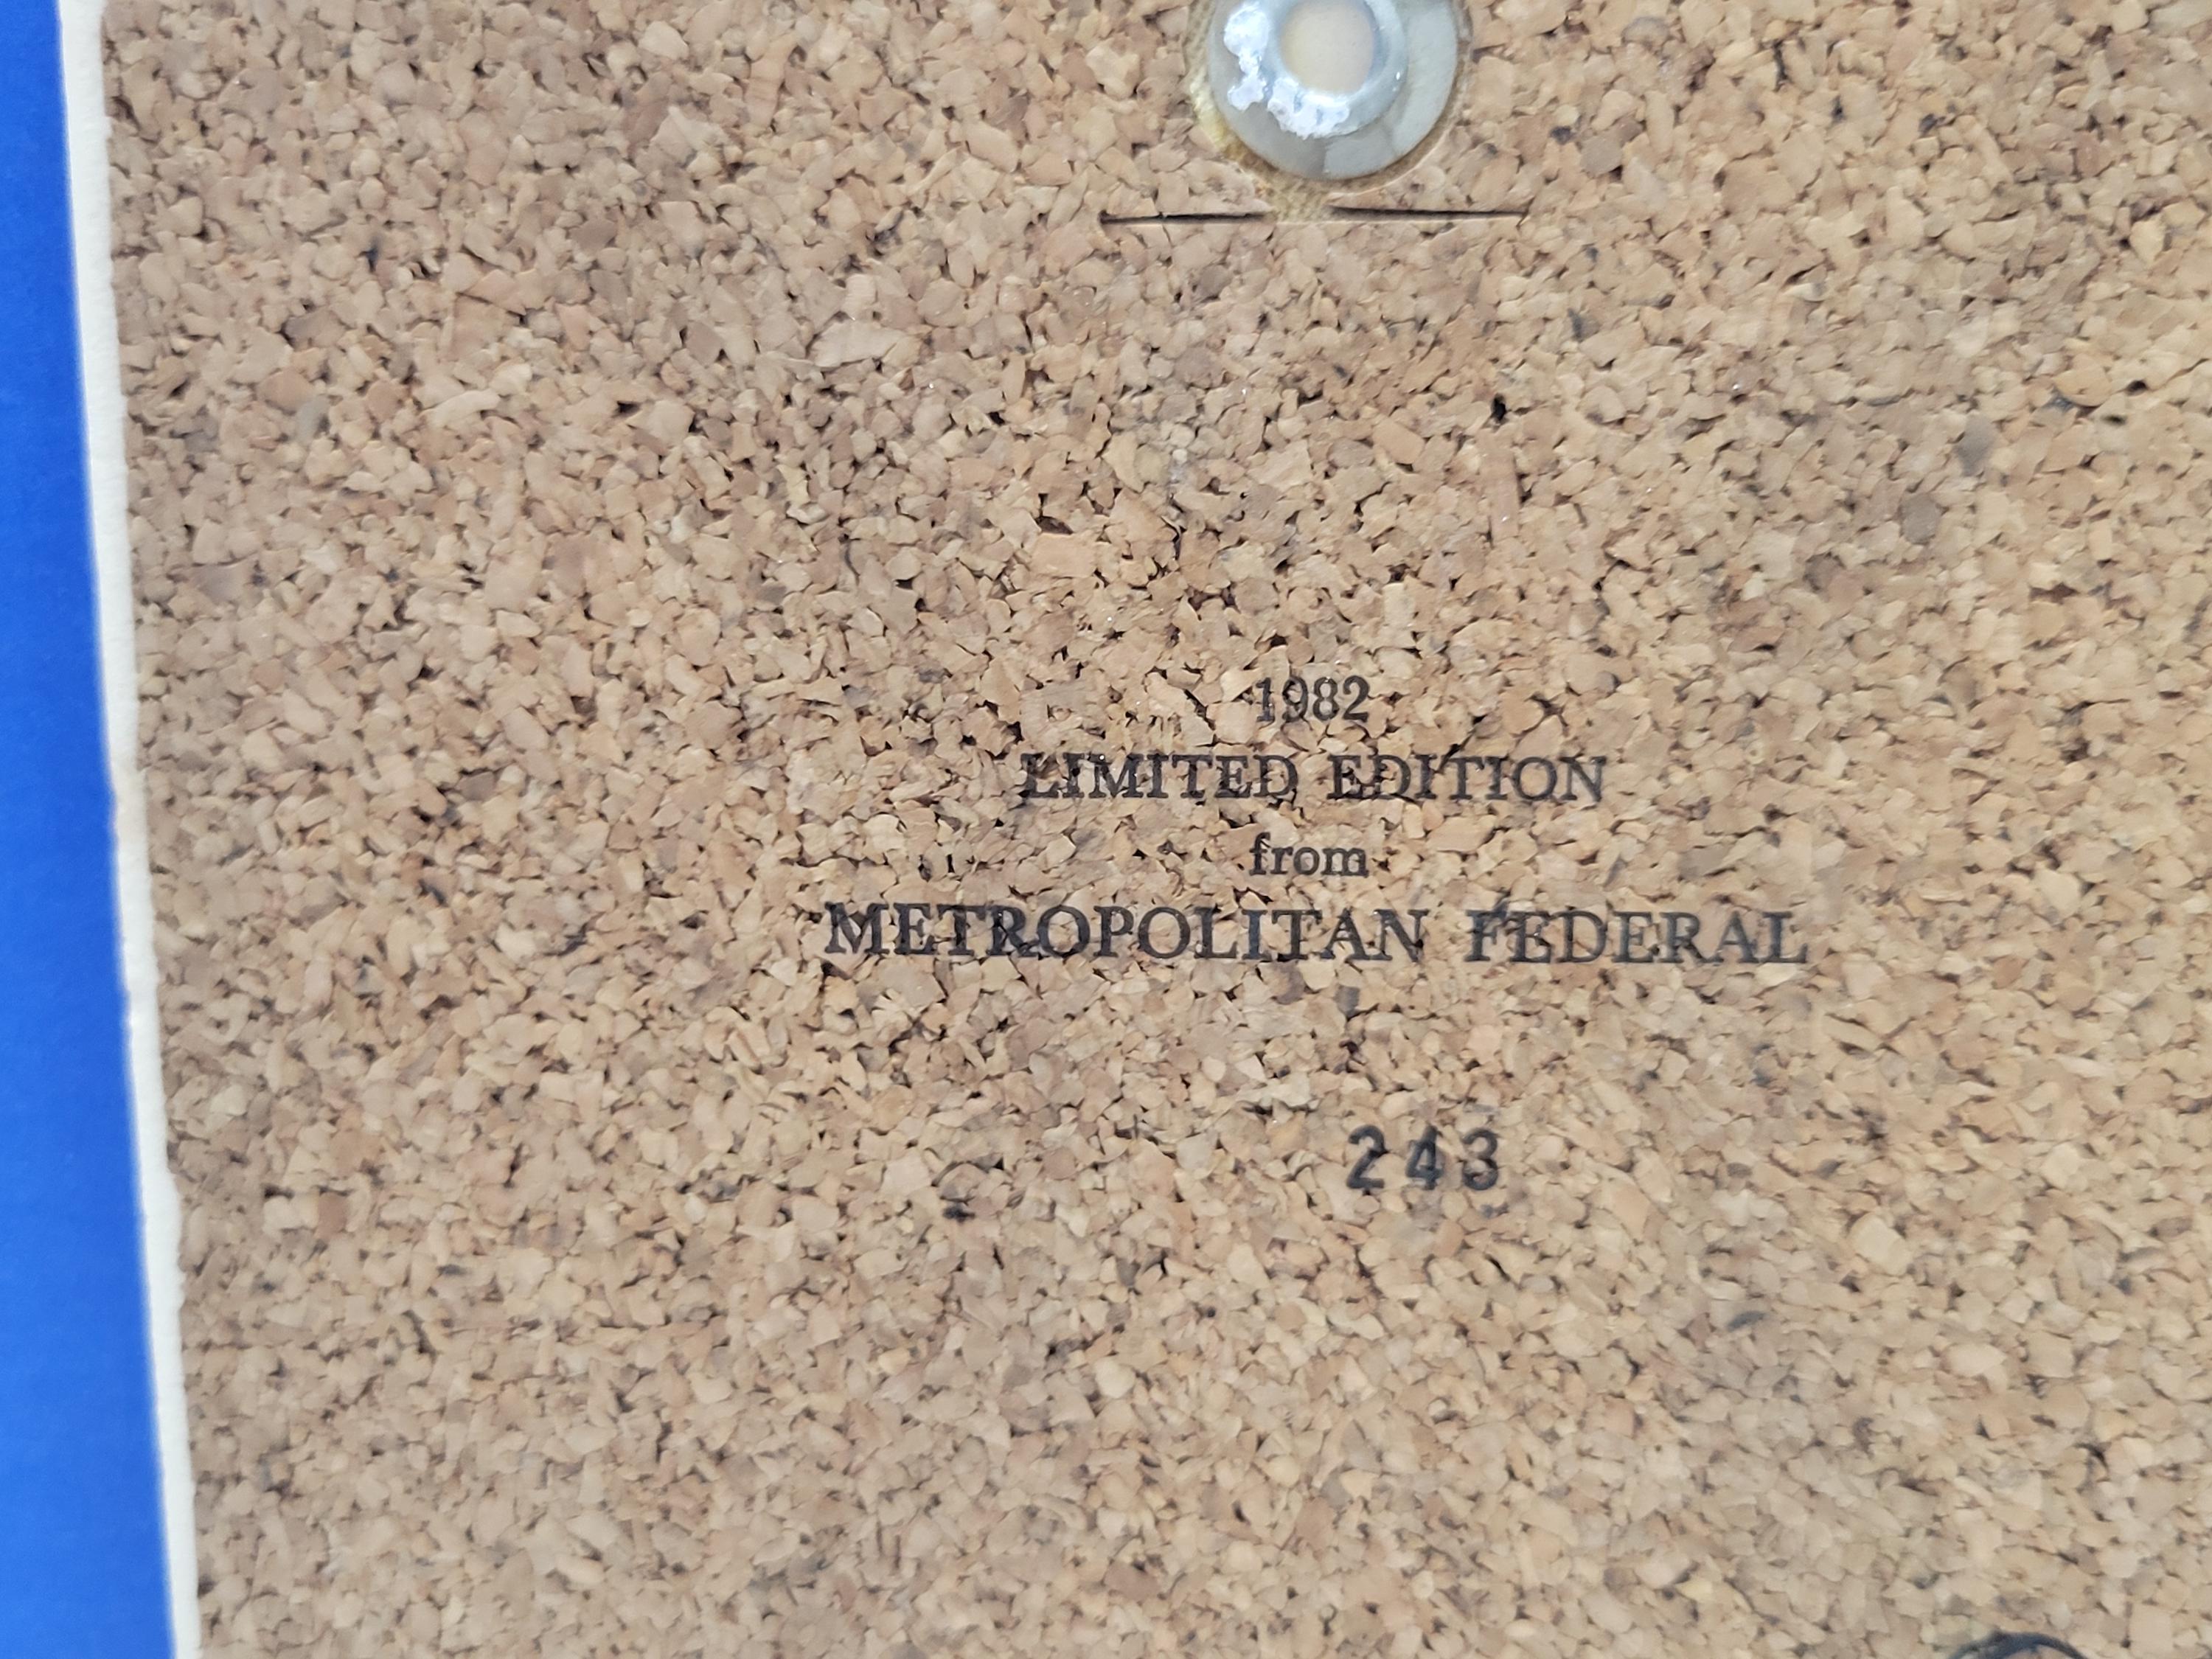 1982
LIMITED EDITION
from
METROPOLITAN FEDERAL
243